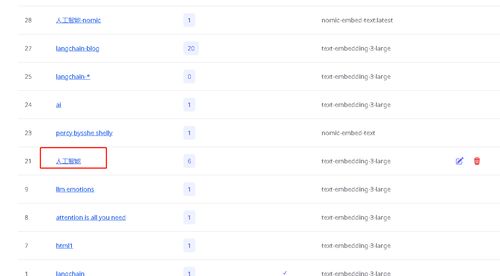 28 人工智能-nomic 1 nomic-embed-text:latest
27 langchain-blog 20 text-embedding-3-large
25 langchain-* 0 text-embedding-3-large
24 ai 1 text-embedding-3-large
23 percy bysshe shelly 1 nomic-embed-text
21 人工智能 6 text-embedding-3-large
9 llm emotions 1 text-embedding-3-large
8 attention is all you need 1 text-embedding-3-large
7 html1 1 text-embedding-3-large
1 langchain 1 ✓ text-embedding-3-large